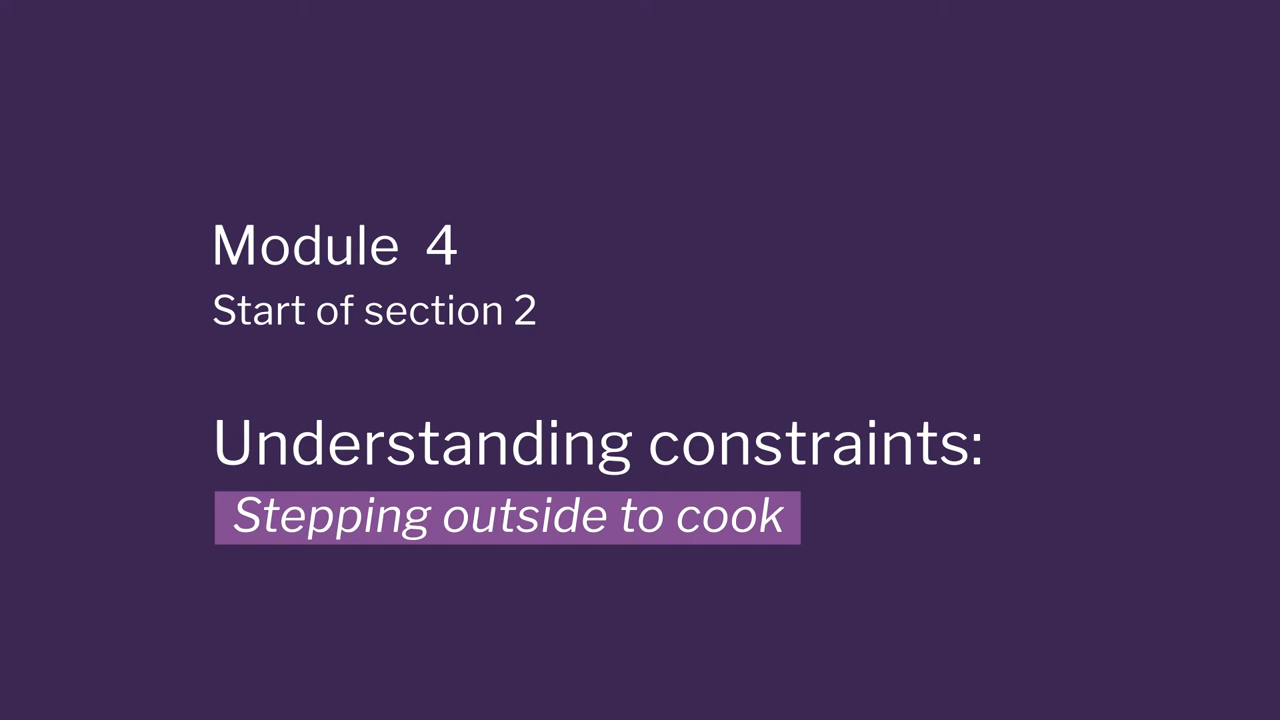 Module 4
Start of section 2
Understanding constraints:
Stepping outside to cook